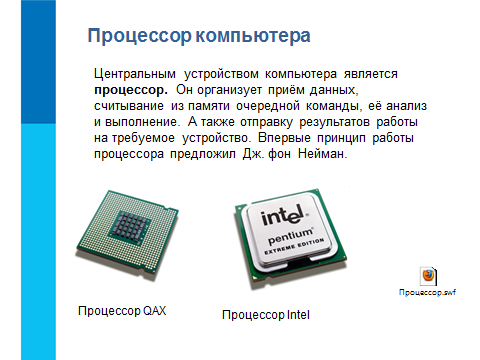 Процессор компьютера
Центральным устройством компьютера является
процессор. Он организует приём данных,
считывание из памяти очередной команды, её анализ
и выполнение. А также отправку результатов работы
на требуемое устройство. Впервые принцип работы
процессора предложил Дж. фон Нейман.
intel
pentium
EXTREME EDITION
Процессор.swf
Процессор QAX
Процессор Intel